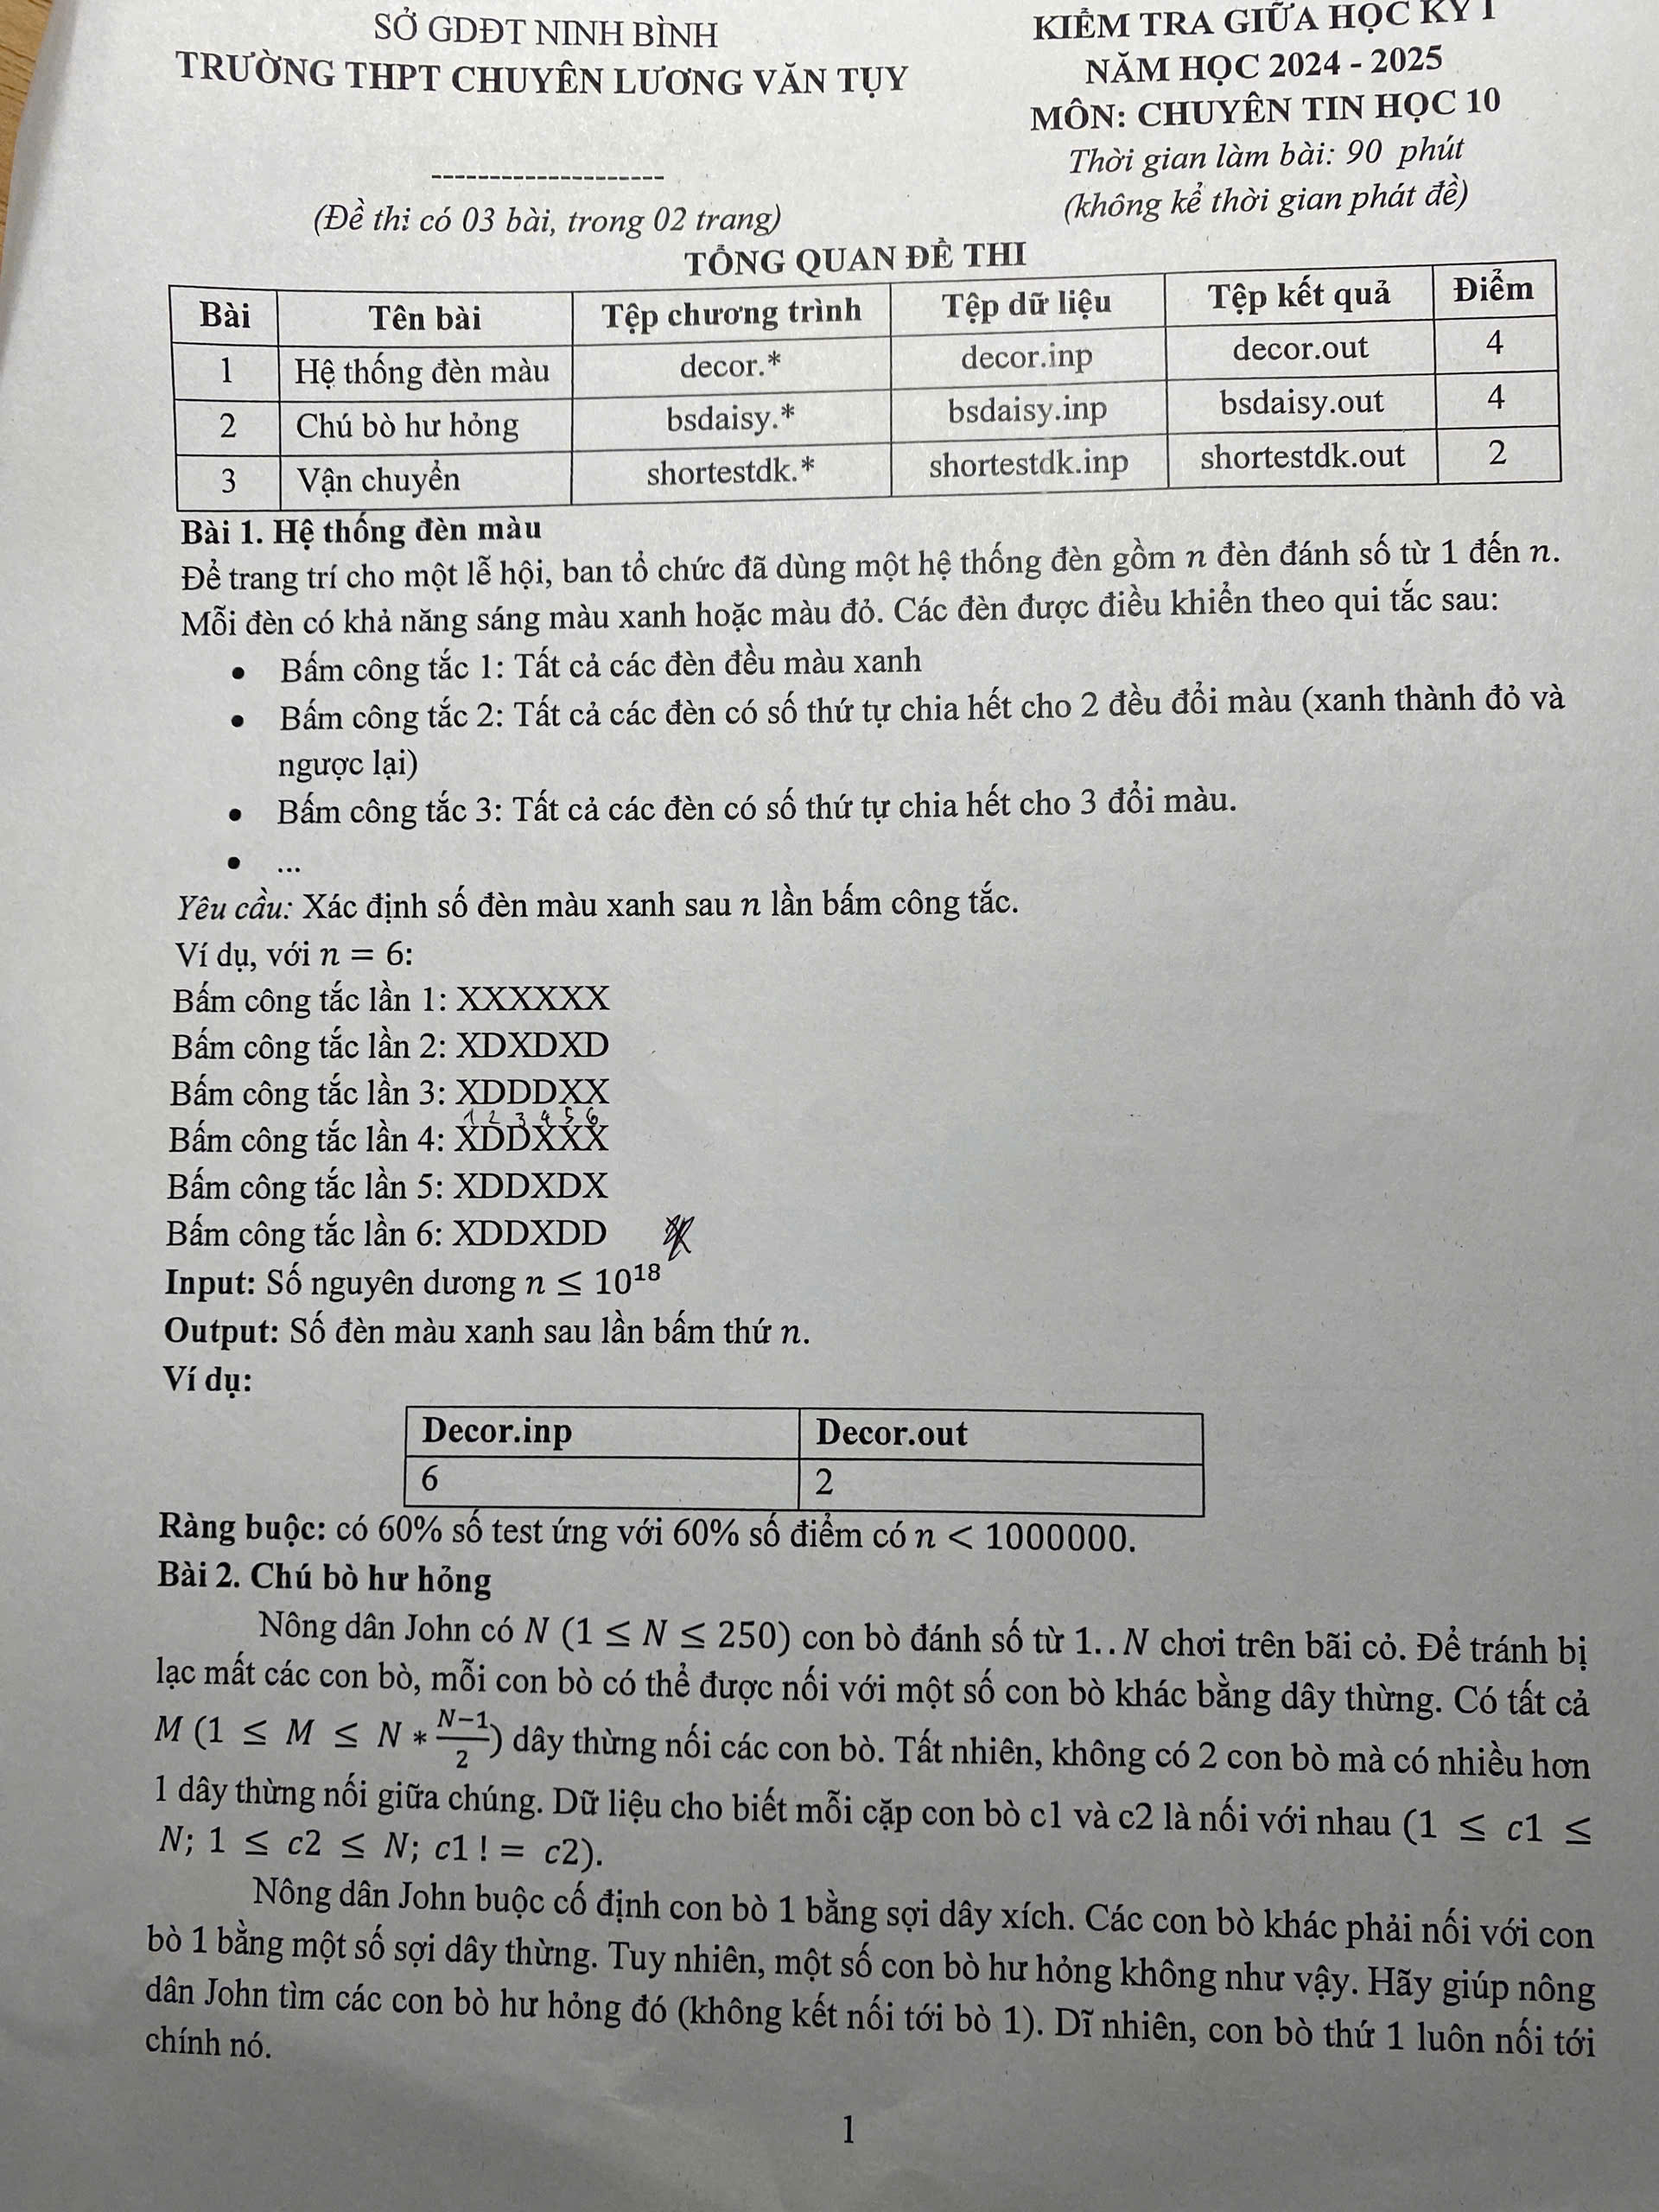 SỞ GDĐT NINH BÌNH
TRƯỜNG THPT CHUYÊN LƯƠNG VĂN TỤY
--------------------
(Đề thi có 03 bài, trong 02 trang)
KIỂM TRA GIỮA HỌC KỲ I
NĂM HỌC 2024 - 2025
MÔN: CHUYÊN TIN HỌC 10
Thời gian làm bài: 90 phút
(không kể thời gian phát đề)
TỔNG QUAN ĐỀ THI
Bài Tên bài Tệp chương trình Tệp dữ liệu Tệp kết quả Điểm
1 Hệ thống đèn màu decor.* decor.inp decor.out 4
2 Chú bò hư hỏng bsdaisy.* bsdaisy.inp bsdaisy.out 4
3 Vận chuyển shortestdk.* shortestdk.inp shortestdk.out 2
Bài 1. Hệ thống đèn màu
Để trang trí cho một lễ hội, ban tổ chức đã dùng một hệ thống đèn gồm n đèn đánh số từ 1 đến n.
Mỗi đèn có khả năng sáng màu xanh hoặc màu đỏ. Các đèn được điều khiển theo qui tắc sau:
• Bấm công tắc 1: Tất cả các đèn đều màu xanh
• Bấm công tắc 2: Tất cả các đèn có số thứ tự chia hết cho 2 đều đổi màu (xanh thành đỏ và
ngược lại)
• Bấm công tắc 3: Tất cả các đèn có số thứ tự chia hết cho 3 đổi màu.
• ...
Yêu cầu: Xác định số đèn màu xanh sau n lần bấm công tắc.
Ví dụ, với n = 6:
Bấm công tắc lần 1: XXXXXX
Bấm công tắc lần 2: XDXDXD
Bấm công tắc lần 3: XDDDXX
1 2 3 4 5 6
Bấm công tắc lần 4: XDDXXX
Bấm công tắc lần 5: XDDXDX
Bấm công tắc lần 6: XDDXDD
Input: Số nguyên dương n ≤ 10¹⁸
Output: Số đèn màu xanh sau lần bấm thứ n.
Ví dụ:
Decor.inp Decor.out
6 2
Ràng buộc: có 60% số test ứng với 60% số điểm có n < 1000000.
Bài 2. Chú bò hư hỏng
Nông dân John có N (1 ≤ N ≤ 250) con bò đánh số từ 1..N chơi trên bãi cỏ. Để tránh bị
lạc mất các con bò, mỗi con bò có thể được nối với một số con bò khác bằng dây thừng. Có tất cả
M (1 ≤ M ≤ N * (N−1)/2) dây thừng nối các con bò. Tất nhiên, không có 2 con bò mà có nhiều hơn
1 dây thừng nối giữa chúng. Dữ liệu cho biết mỗi cặp con bò c1 và c2 là nối với nhau (1 ≤ c1 ≤
N; 1 ≤ c2 ≤ N; c1 ! = c2).
Nông dân John buộc cố định con bò 1 bằng sợi dây xích. Các con bò khác phải nối với con
bò 1 bằng một số sợi dây thừng. Tuy nhiên, một số con bò hư hỏng không như vậy. Hãy giúp nông
dân John tìm các con bò hư hỏng đó (không kết nối tới bò 1). Dĩ nhiên, con bò thứ 1 luôn nối tới
chính nó.
1